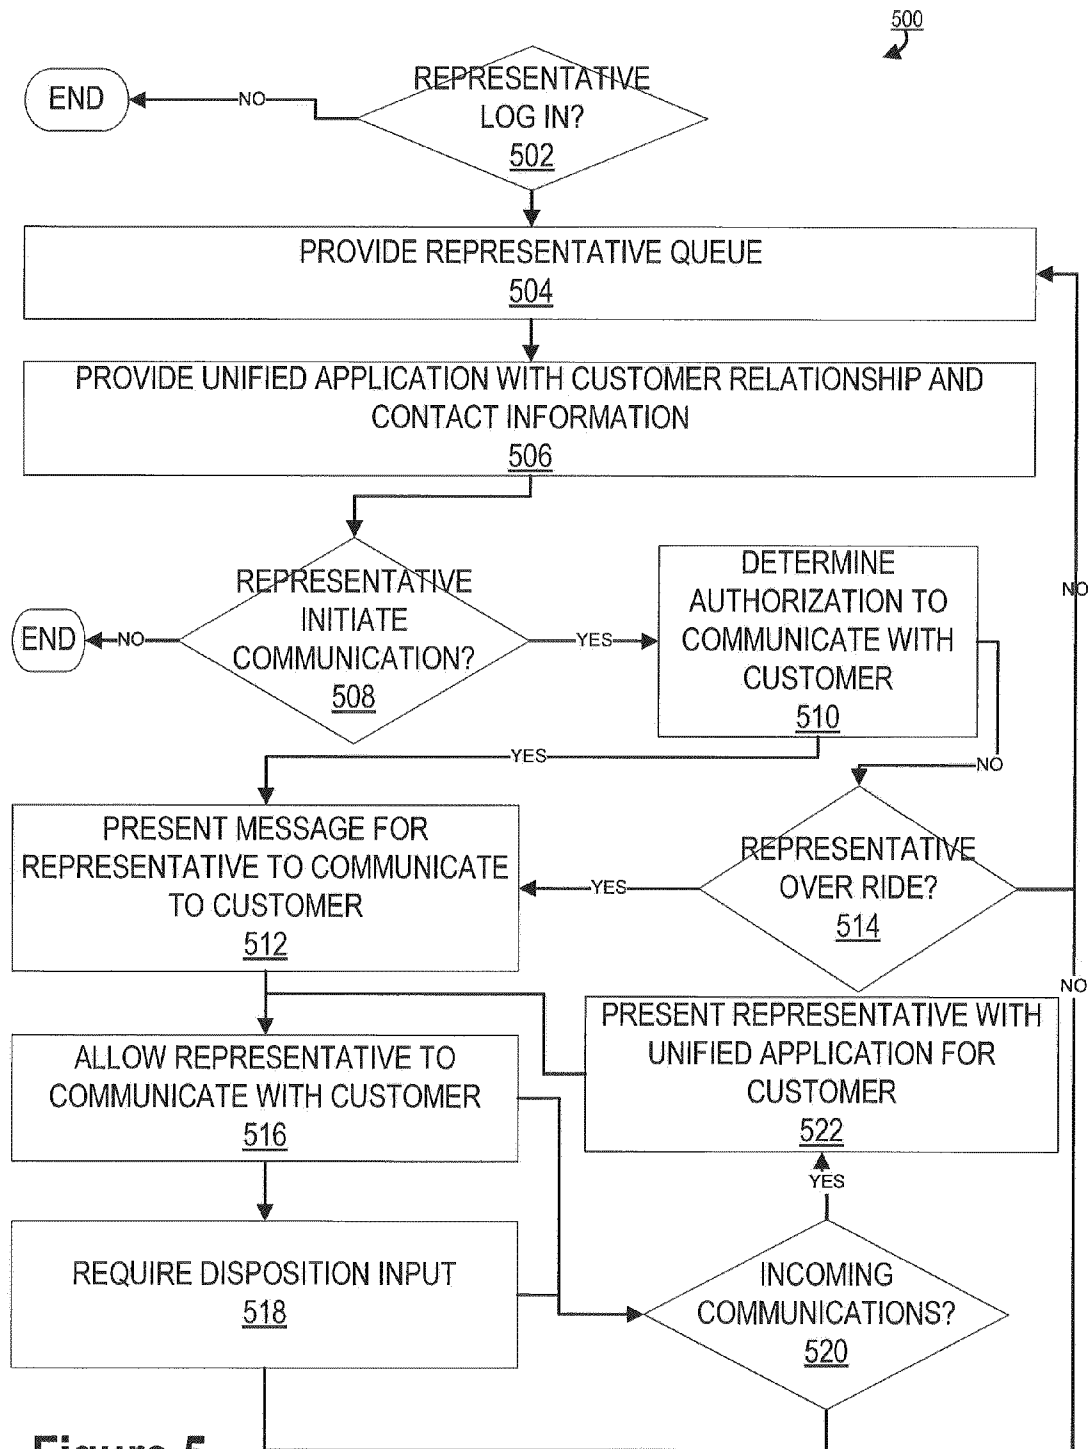 500
REPRESENTATIVE
LOG IN?
502
NO
END
PROVIDE REPRESENTATIVE QUEUE
504
PROVIDE UNIFIED APPLICATION WITH CUSTOMER RELATIONSHIP AND
CONTACT INFORMATION
506
REPRESENTATIVE
INITIATE
COMMUNICATION?
508
NO
END
YES
DETERMINE
AUTHORIZATION TO
COMMUNICATE WITH
CUSTOMER
510
NO
YES
NO
PRESENT MESSAGE FOR
REPRESENTATIVE TO COMMUNICATE
TO CUSTOMER
512
YES
REPRESENTATIVE
OVER RIDE?
514
NO
ALLOW REPRESENTATIVE TO
COMMUNICATE WITH CUSTOMER
516
PRESENT REPRESENTATIVE WITH
UNIFIED APPLICATION FOR
CUSTOMER
522
YES
REQUIRE DISPOSITION INPUT
518
INCOMING
COMMUNICATIONS?
520
Figure 5